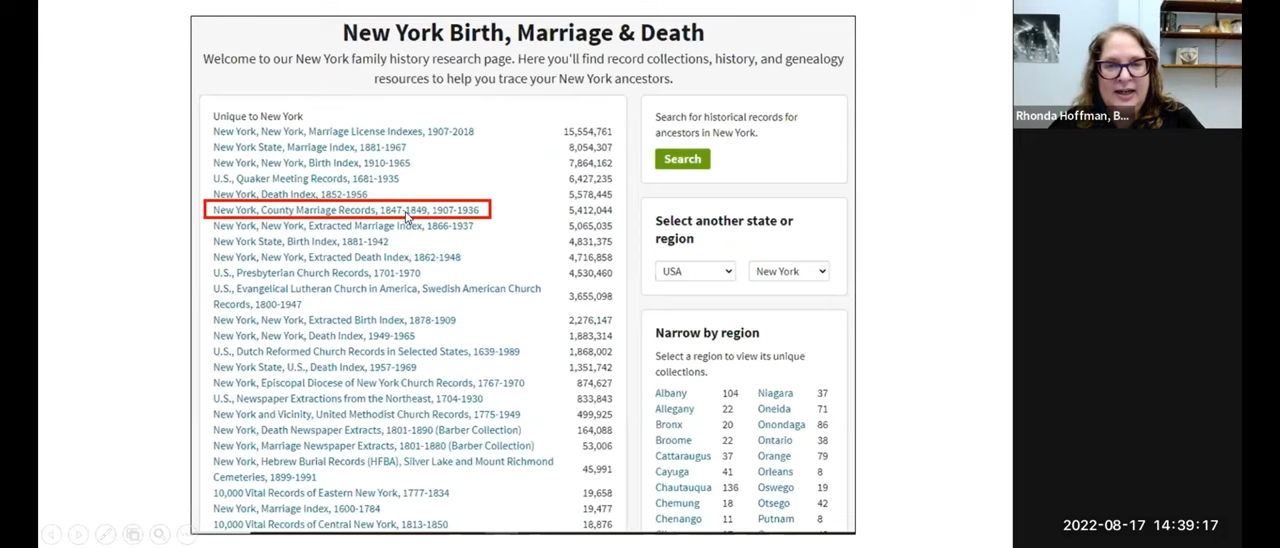 New York Birth, Marriage & Death
Welcome to our New York family history research page. Here you'll find record collections, history, and genealogy
resources to help you trace your New York ancestors.
Unique to New York
New York, New York, Marriage License Indexes, 1907-2018 15,554,761
New York State, Marriage Index, 1881-1967 8,054,307
New York, New York, Birth Index, 1910-1965 7,864,162
U.S., Quaker Meeting Records, 1681-1935 6,427,235
New York, Death Index, 1852-1956 5,578,445
New York, County Marriage Records, 1847-1849, 1907-1936 5,412,044
New York, New York, Extracted Marriage Index, 1866-1937 5,065,035
New York State, Birth Index, 1881-1942 4,831,375
New York, New York, Extracted Death Index, 1862-1948 4,716,858
U.S., Presbyterian Church Records, 1701-1970 4,530,460
U.S., Evangelical Lutheran Church in America, Swedish American Church
Records, 1800-1947 3,655,098
New York, New York, Extracted Birth Index, 1878-1909 2,276,147
New York, New York, Death Index, 1949-1965 1,883,314
U.S., Dutch Reformed Church Records in Selected States, 1639-1989 1,868,002
New York State, U.S., Death Index, 1957-1969 1,351,742
New York, Episcopal Diocese of New York Church Records, 1767-1970 874,627
U.S., Newspaper Extractions from the Northeast, 1704-1930 833,843
New York and Vicinity, United Methodist Church Records, 1775-1949 499,925
New York, Death Newspaper Extracts, 1801-1890 (Barber Collection) 164,088
New York, Marriage Newspaper Extracts, 1801-1880 (Barber Collection) 53,006
New York, Hebrew Burial Records (HFBA), Silver Lake and Mount Richmond
Cemeteries, 1899-1991 45,991
10,000 Vital Records of Eastern New York, 1777-1834 19,658
New York, Marriage Index, 1600-1784 19,477
10,000 Vital Records of Central New York, 1813-1850 18,876
Search for historical records for
ancestors in New York.
Search
Select another state or
region
USA New York
Narrow by region
Select a region to view its unique
collections.
Albany 104 Niagara 37
Allegany 22 Oneida 71
Bronx 20 Onondaga 86
Broome 22 Ontario 38
Cattaraugus 37 Orange 79
Cayuga 41 Orleans 8
Chautauqua 136 Oswego 19
Chemung 18 Otsego 42
Chenango 11 Putnam 8
Rhonda Hoffman, B...
2022-08-17 14:39:17